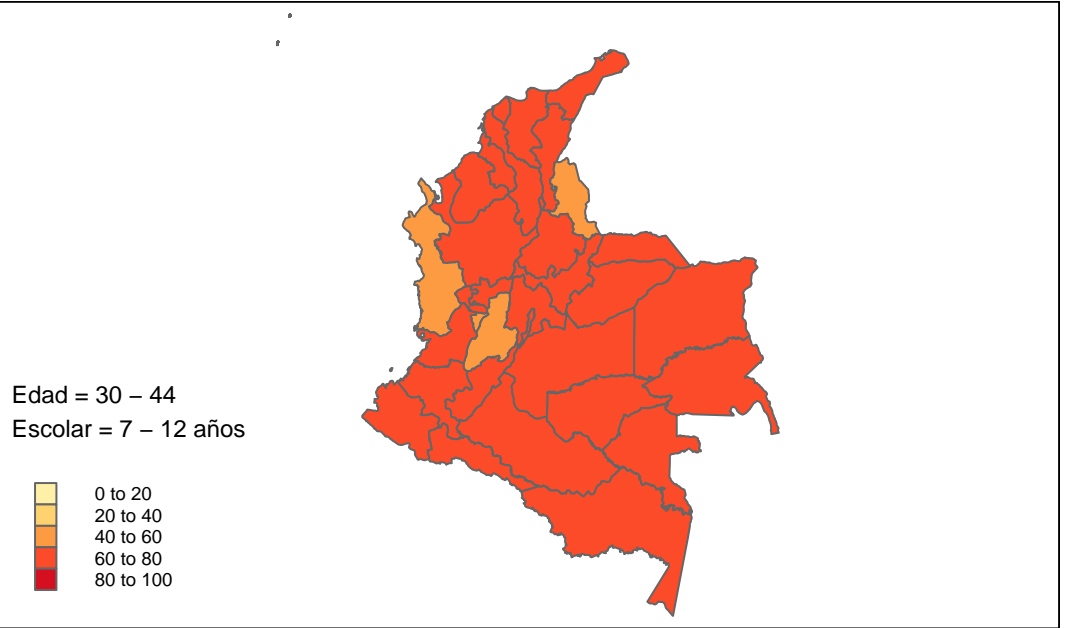 Edad = 30 – 44
Escolar = 7 – 12 años
0 to 20
20 to 40
40 to 60
60 to 80
80 to 100